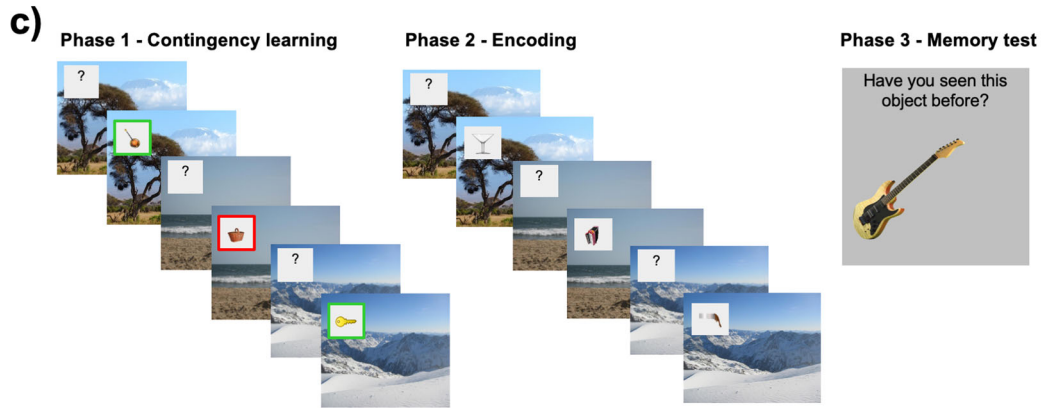 c)
Phase 1 - Contingency learning
?
?
?
Phase 2 - Encoding
?
?
?
Phase 3 - Memory test
Have you seen this
object before?